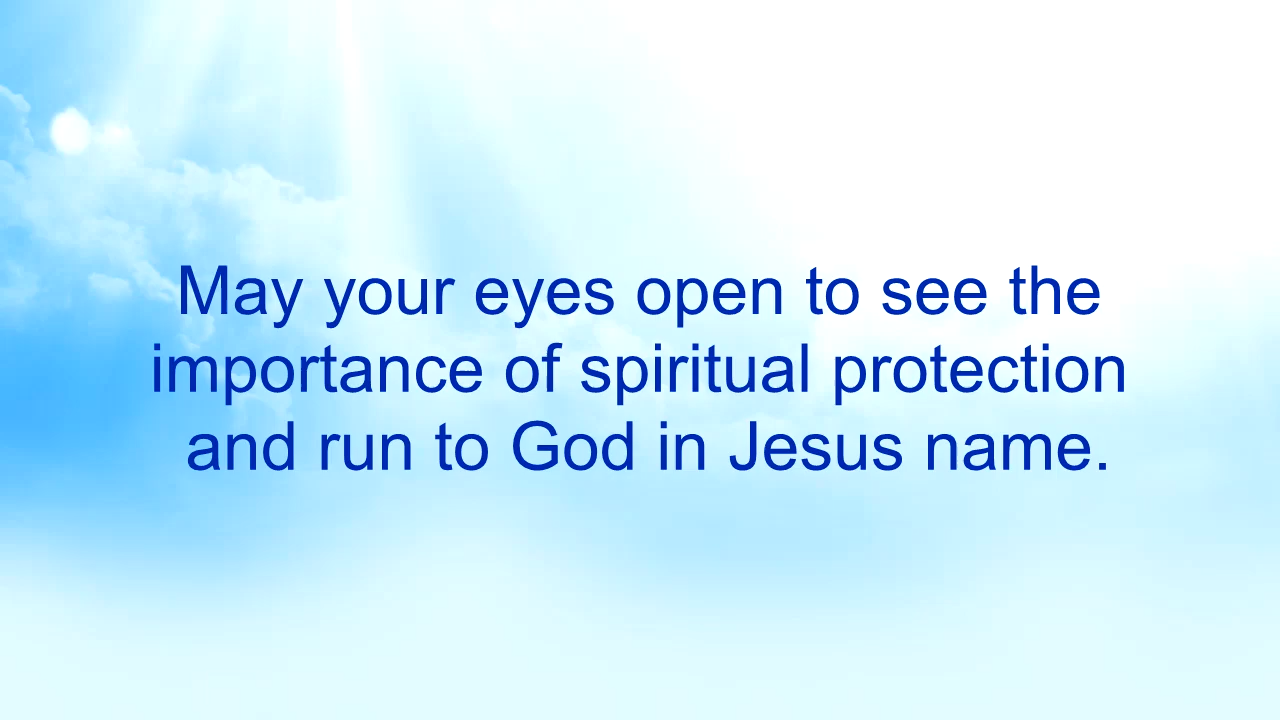 May your eyes open to see the
importance of spiritual protection
and run to God in Jesus name.